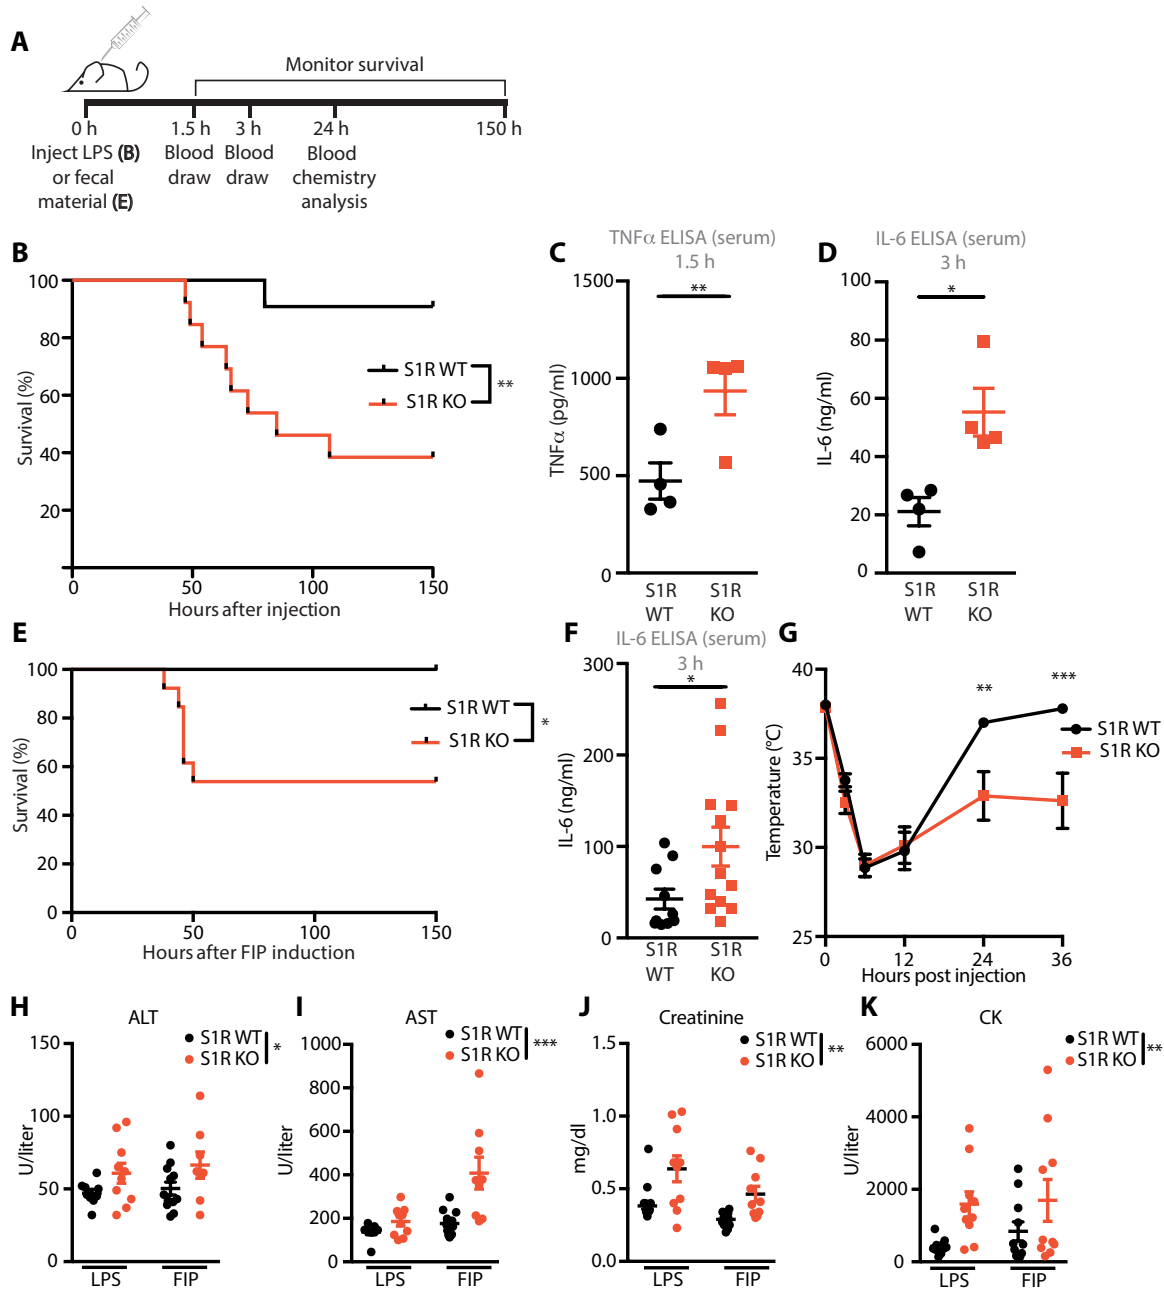 A
Monitor survival
0 h
1.5 h
3 h
24 h
150 h
Inject LPS (B)
or fecal
material (E)
Blood
draw
Blood
draw
Blood
chemistry
analysis
B
100
80
60
40
20
Survival (%)
S1R WT
S1R KO
**
0
50
100
150
Hours after injection
C
TNFα ELISA (serum)
1.5 h
1500
1000
500
0
TNFα (pg/ml)
**
S1R
WT
S1R
KO
D
IL-6 ELISA (serum)
3 h
100
80
60
40
20
0
IL-6 (ng/ml)
*
S1R
WT
S1R
KO
E
100
80
60
40
20
0
Survival (%)
S1R WT
S1R KO
*
0
50
100
150
Hours after FIP induction
F
IL-6 ELISA (serum)
3 h
300
200
100
0
IL-6 (ng/ml)
*
S1R
WT
S1R
KO
G
40
35
30
25
Temperature (°C)
**
***
S1R WT
S1R KO
0
12
24
36
Hours post injection
H
ALT
S1R WT
S1R KO
*
150
100
50
0
U/liter
LPS
FIP
I
AST
S1R WT
S1R KO
***
1000
800
600
400
200
0
U/liter
LPS
FIP
J
Creatinine
S1R WT
S1R KO
**
1.5
1.0
0.5
0.0
mg/dl
LPS
FIP
K
CK
S1R WT
S1R KO
**
6000
4000
2000
0
U/liter
LPS
FIP